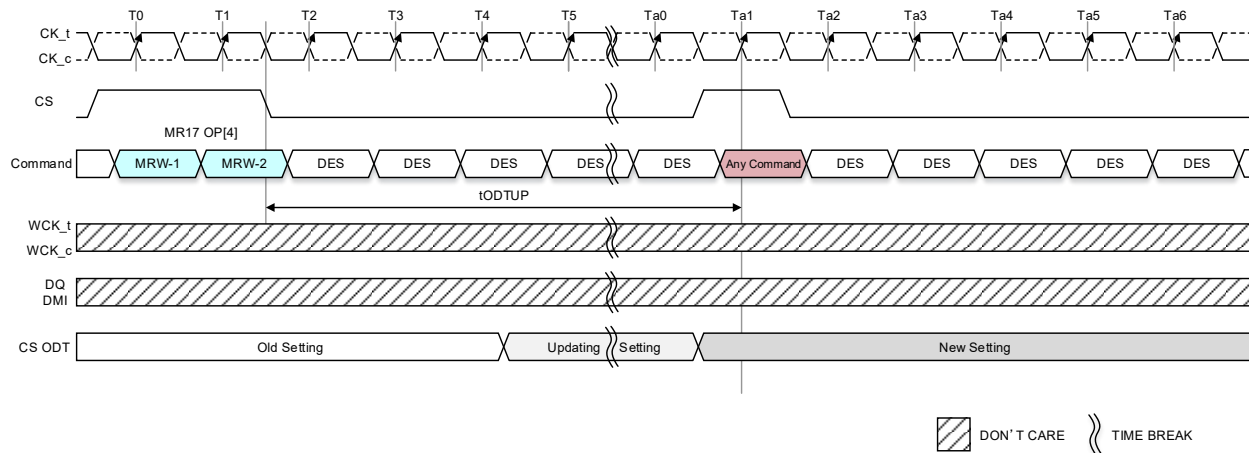 T0 T1 T2 T3 T4 T5 Ta0 Ta1 Ta2 Ta3 Ta4 Ta5 Ta6
CK_t
CK_c
CS
MR17 OP[4]
Command MRW-1 MRW-2 DES DES DES DES DES Any Command DES DES DES DES DES
tODTUP
WCK_t
WCK_c
DQ
DMI
CS ODT Old Setting Updating Setting New Setting
DON'T CARE TIME BREAK